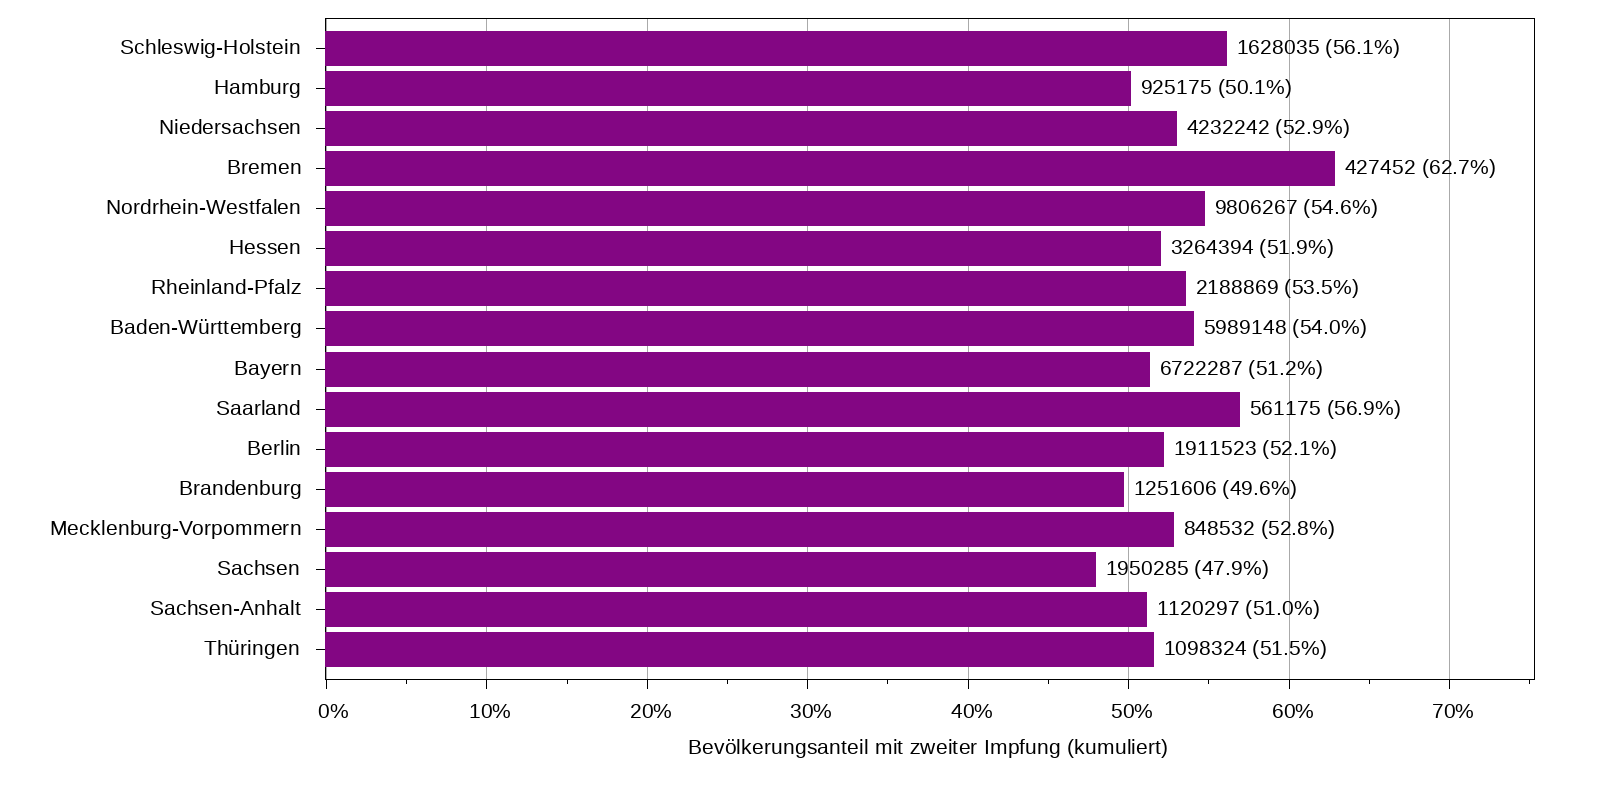 Schleswig-Holstein 1628035 (56.1%)
Hamburg 925175 (50.1%)
Niedersachsen 4232242 (52.9%)
Bremen 427452 (62.7%)
Nordrhein-Westfalen 9806267 (54.6%)
Hessen 3264394 (51.9%)
Rheinland-Pfalz 2188869 (53.5%)
Baden-Württemberg 5989148 (54.0%)
Bayern 6722287 (51.2%)
Saarland 561175 (56.9%)
Berlin 1911523 (52.1%)
Brandenburg 1251606 (49.6%)
Mecklenburg-Vorpommern 848532 (52.8%)
Sachsen 1950285 (47.9%)
Sachsen-Anhalt 1120297 (51.0%)
Thüringen 1098324 (51.5%)
0% 10% 20% 30% 40% 50% 60% 70%
Bevölkerungsanteil mit zweiter Impfung (kumuliert)